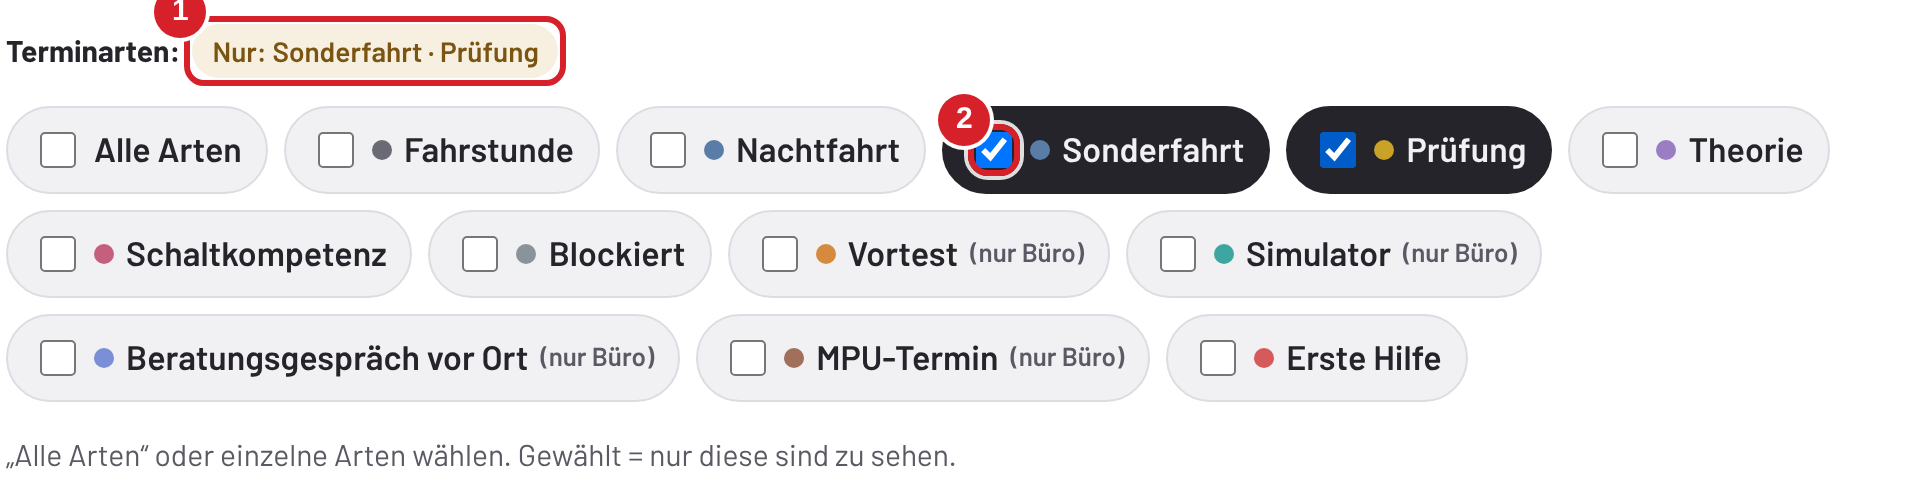 1
Terminarten: Nur: Sonderfahrt · Prüfung
Alle Arten Fahrstunde Nachtfahrt 2 Sonderfahrt Prüfung Theorie
Schaltkompetenz Blockiert Vortest (nur Büro) Simulator (nur Büro)
Beratungsgespräch vor Ort (nur Büro) MPU-Termin (nur Büro) Erste Hilfe
„Alle Arten“ oder einzelne Arten wählen. Gewählt = nur diese sind zu sehen.